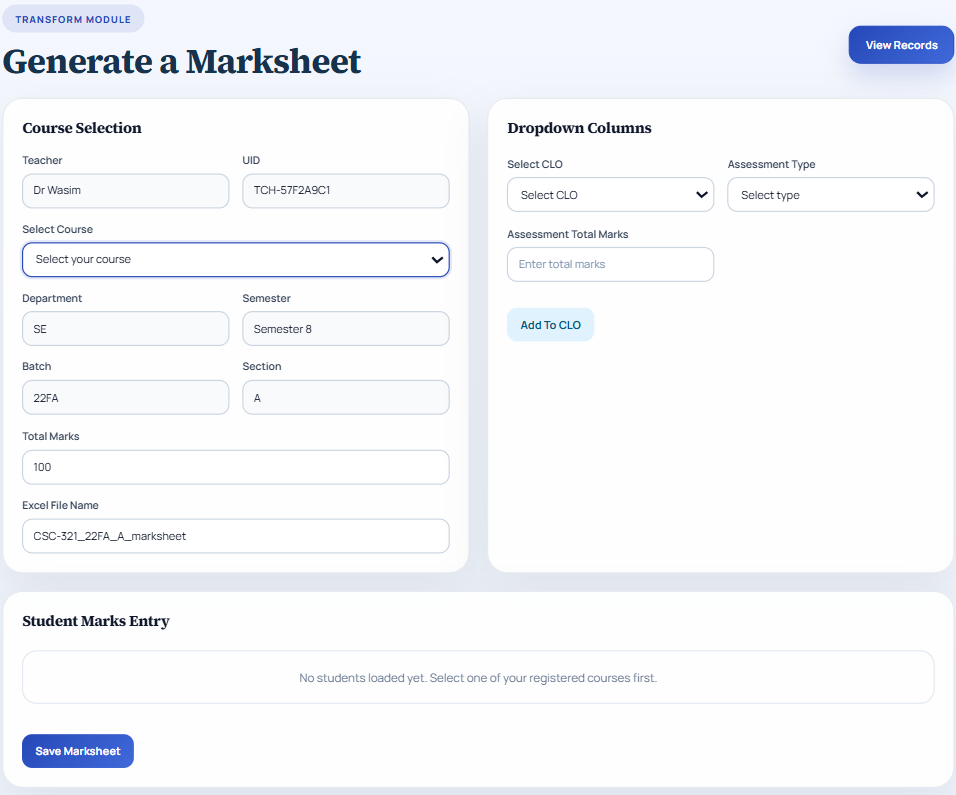 TRANSFORM MODULE
Generate a Marksheet
View Records
Course Selection
Teacher UID
Dr Wasim TCH-57F2A9C1
Select Course
Select your course
Department Semester
SE Semester 8
Batch Section
22FA A
Total Marks
100
Excel File Name
CSC-321_22FA_A_marksheet
Dropdown Columns
Select CLO Assessment Type
Select CLO Select type
Assessment Total Marks
Enter total marks
Add To CLO
Student Marks Entry
No students loaded yet. Select one of your registered courses first.
Save Marksheet